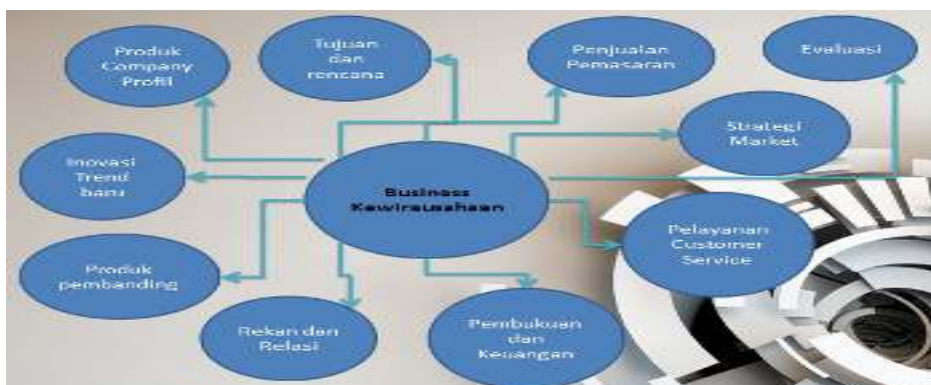 Produk
Company
Profil
Tujuan
dan
rencana
Penjualan
Pemasaran
Evaluasi
Strategi
Market
Inovasi
Trend
baru
Business
Kewirausahaan
Pelayanan
Customer
Service
Produk
pembanding
Rekan dan
Relasi
Pembukuan
dan
Keuangan